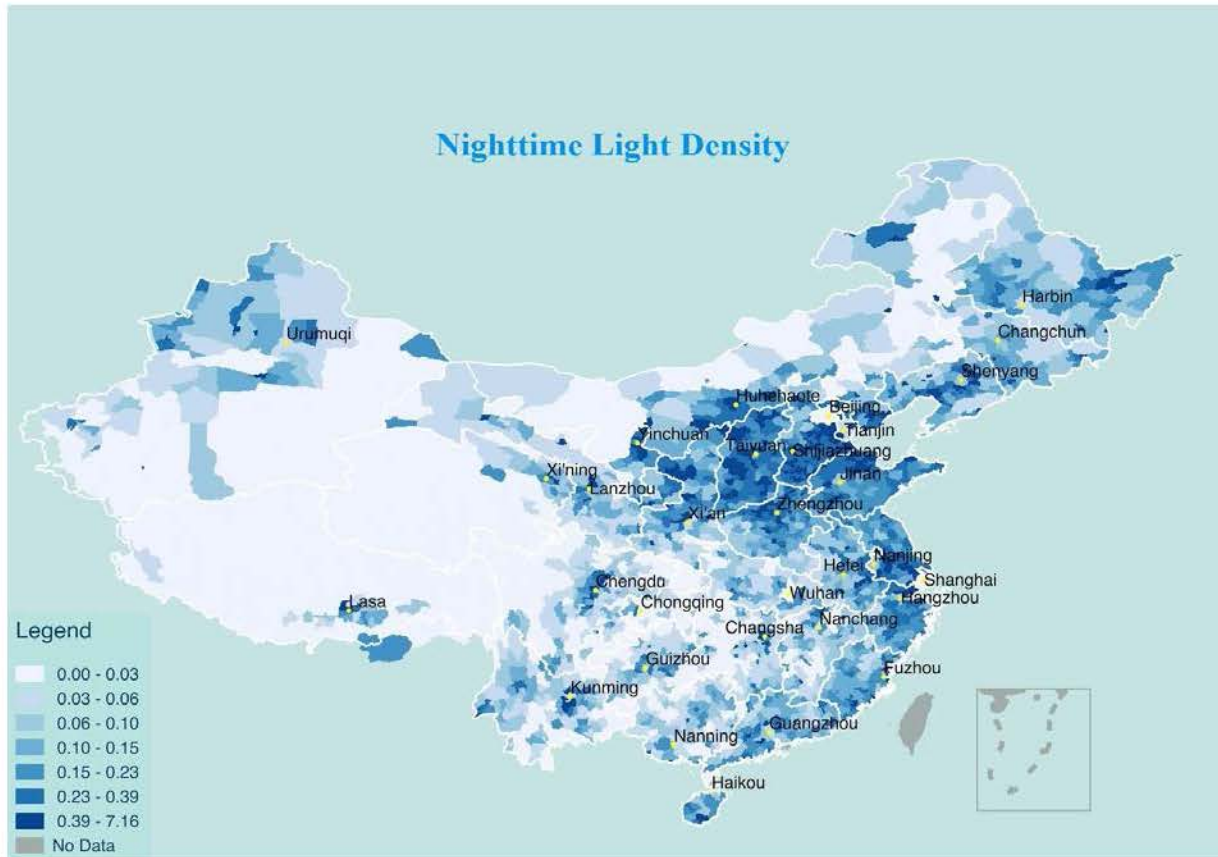 Nighttime Light Density
Harbin
Urumuqi
Changchun
Shenyang
Huhehaote
Beijing
Yinchuan
Tianjin
Taiyuan
Shijiazhuang
Xi'ning
Jinan
Lanzhou
Zhengzhou
Xi'an
Nanjing
Hefei
Shanghai
Chengdu
Wuhan
Hangzhou
Lasa
Chongqing
Nanchang
Changsha
Guizhou
Fuzhou
Kunming
Guangzhou
Nanning
Haikou
Legend
0.00 - 0.03
0.03 - 0.06
0.06 - 0.10
0.10 - 0.15
0.15 - 0.23
0.23 - 0.39
0.39 - 7.16
No Data